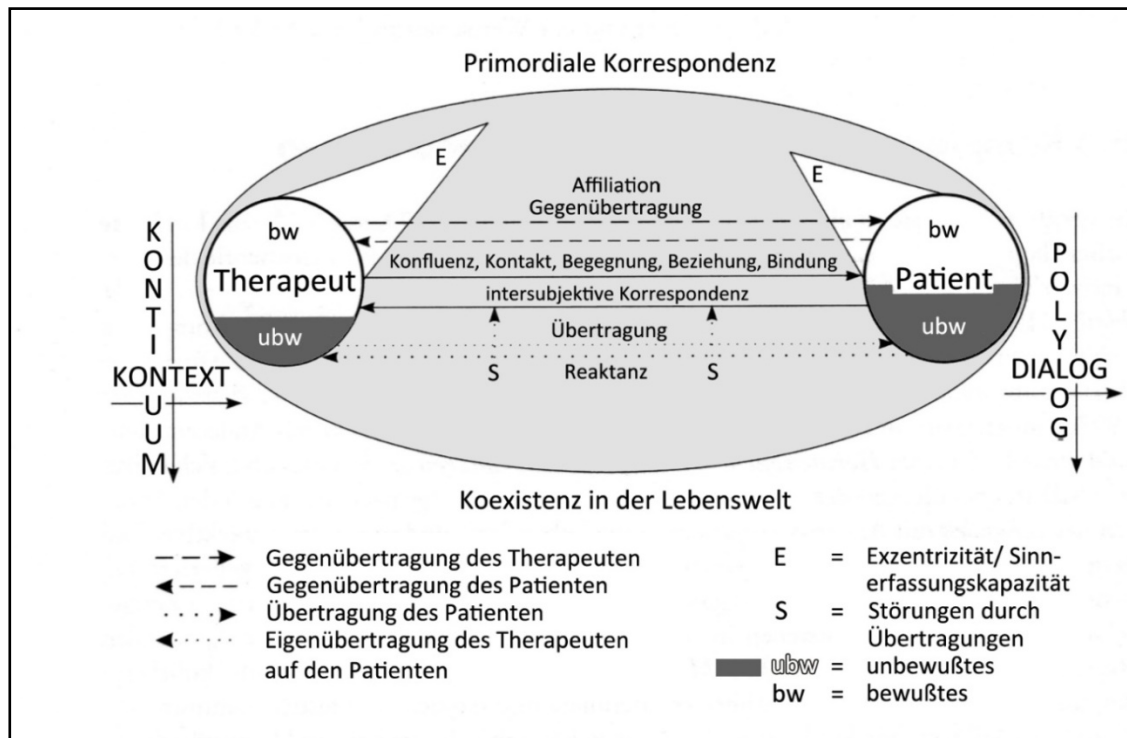 Primordiale Korrespondenz
E
E
Affiliation
Gegenübertragung
bw
bw
Konfluenz, Kontakt, Begegnung, Beziehung, Bindung
Therapeut
Patient
intersubjektive Korrespondenz
ubw
ubw
Übertragung
S
Reaktanz
S
KONTINUUM
KONTEXT
POLYLOG
DIALOG
Koexistenz in der Lebenswelt
Gegenübertragung des Therapeuten
Gegenübertragung des Patienten
Übertragung des Patienten
Eigenübertragung des Therapeuten
auf den Patienten
E = Exzentrizität/ Sinn-
erfassungskapazität
S = Störungen durch
Übertragungen
ubw = unbewußtes
bw = bewußtes